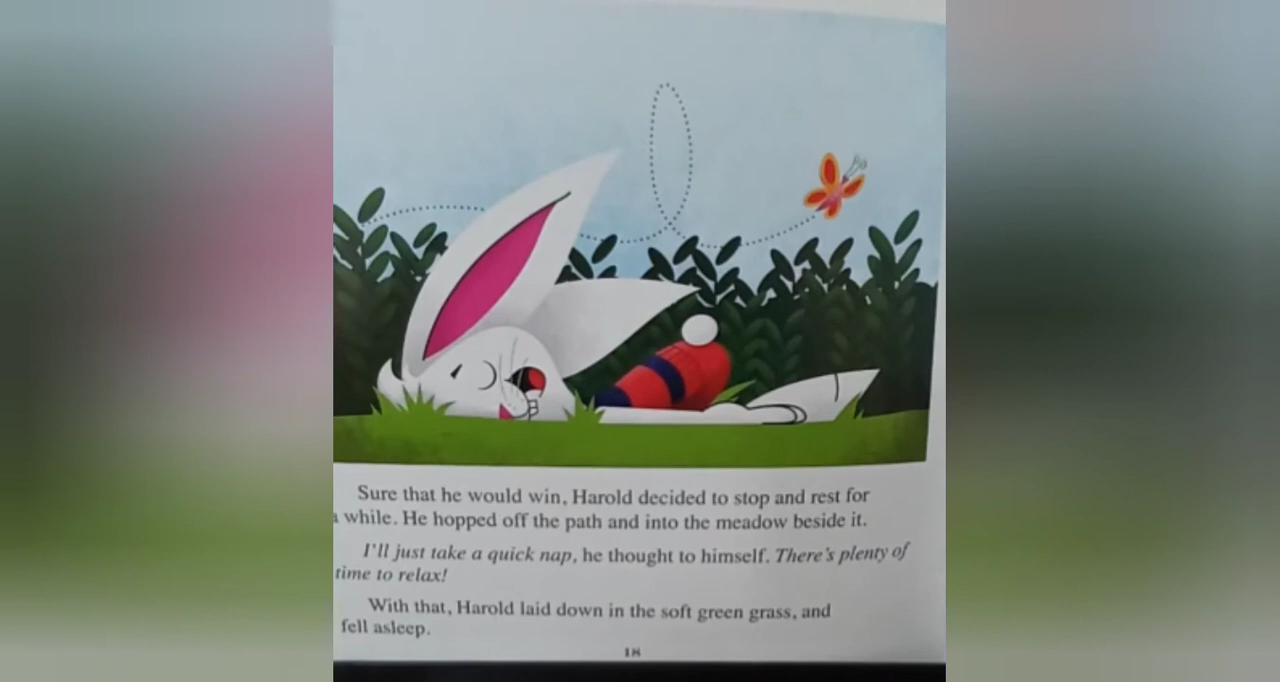 Sure that he would win, Harold decided to stop and rest for
a while. He hopped off the path and into the meadow beside it.
I'll just take a quick nap, he thought to himself. There's plenty of
time to relax!
With that, Harold laid down in the soft green grass, and
fell asleep.
18